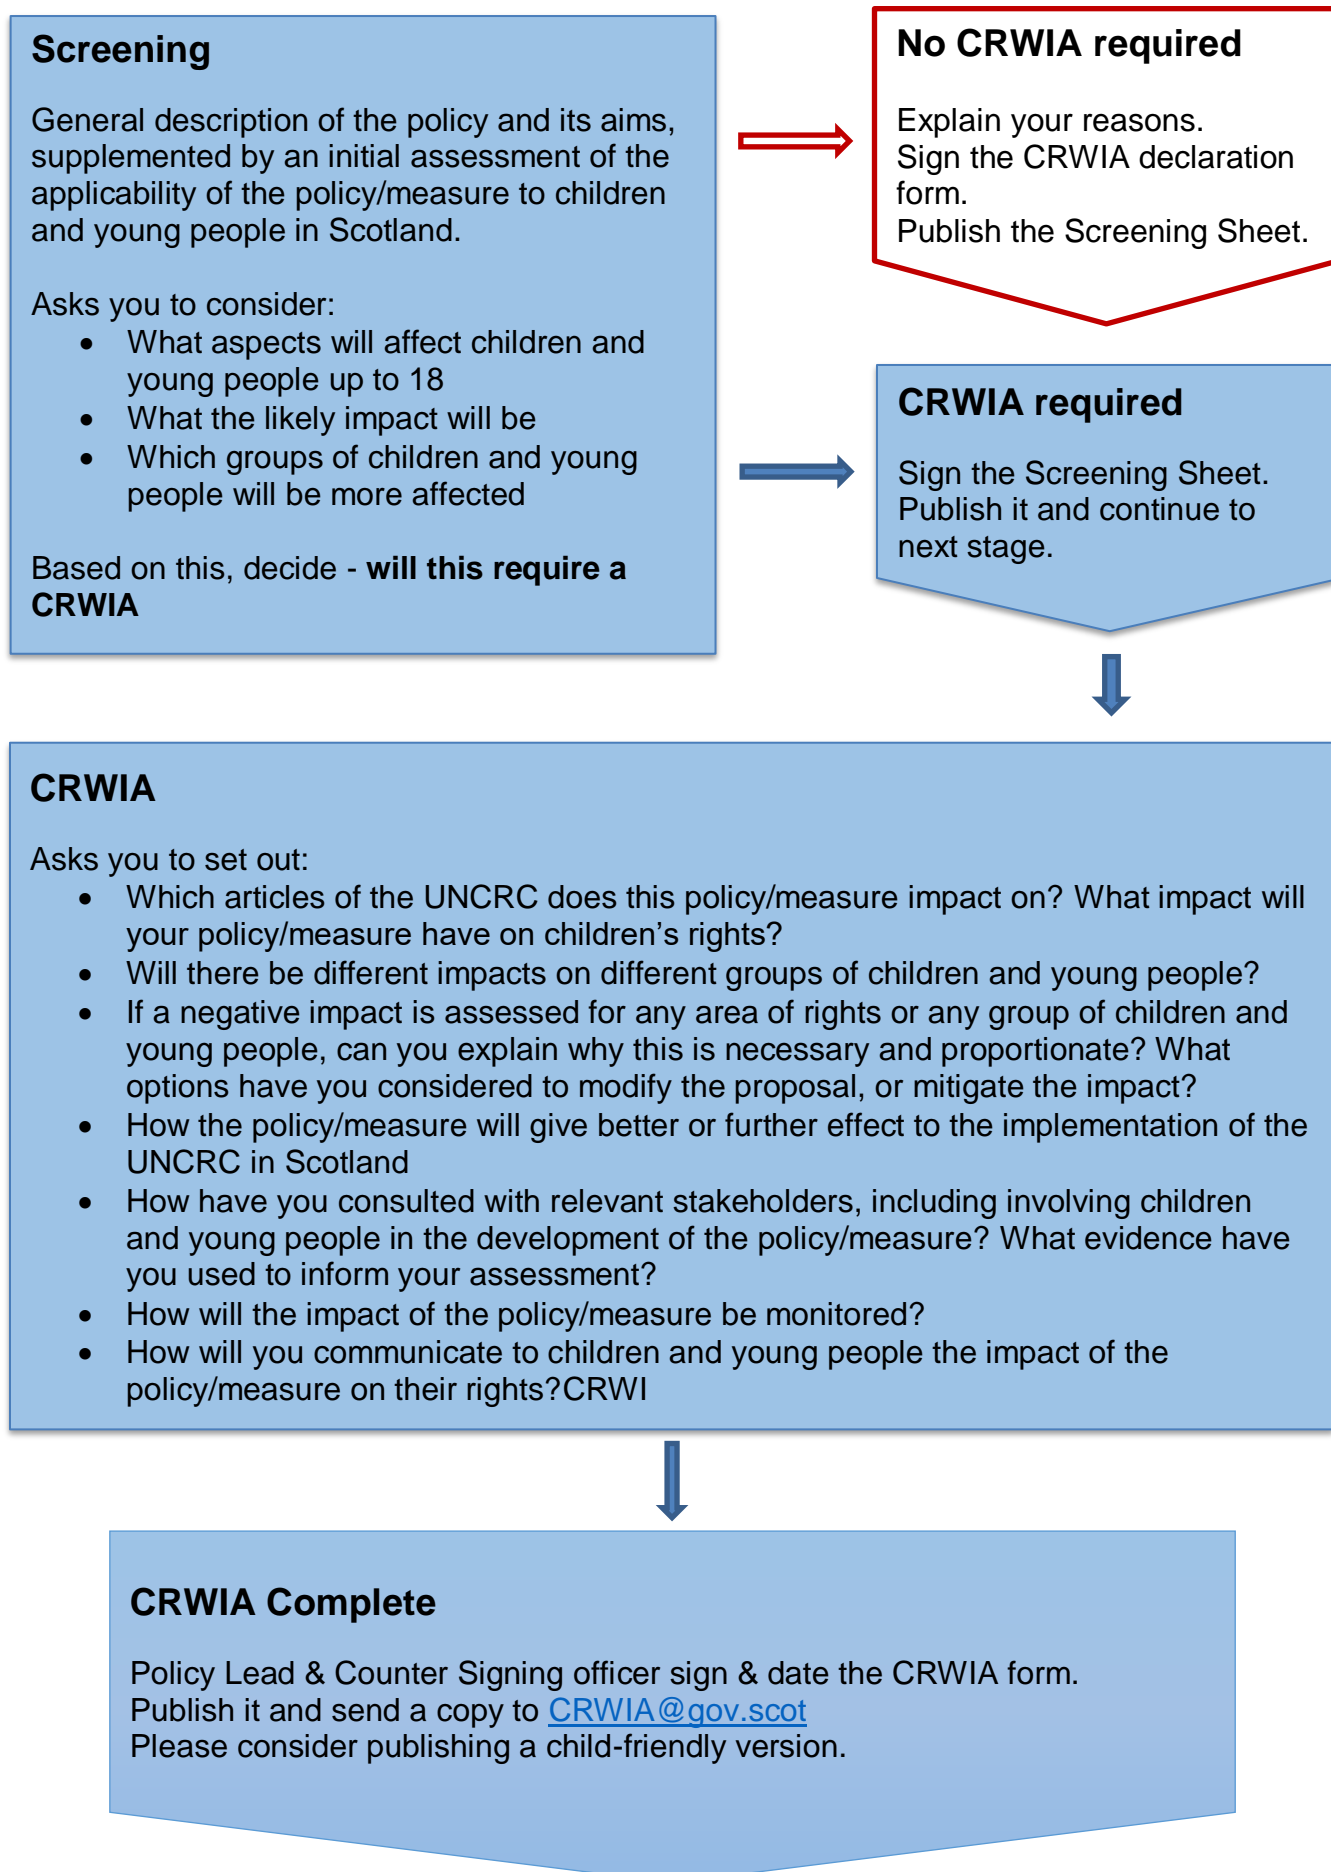 Screening
General description of the policy and its aims,
supplemented by an initial assessment of the
applicability of the policy/measure to children
and young people in Scotland.
Asks you to consider:
• What aspects will affect children and
young people up to 18
• What the likely impact will be
• Which groups of children and young
people will be more affected
Based on this, decide - will this require a
CRWIA
No CRWIA required
Explain your reasons.
Sign the CRWIA declaration
form.
Publish the Screening Sheet.
CRWIA required
Sign the Screening Sheet.
Publish it and continue to
next stage.
CRWIA
Asks you to set out:
• Which articles of the UNCRC does this policy/measure impact on? What impact will
your policy/measure have on children’s rights?
• Will there be different impacts on different groups of children and young people?
• If a negative impact is assessed for any area of rights or any group of children and
young people, can you explain why this is necessary and proportionate? What
options have you considered to modify the proposal, or mitigate the impact?
• How the policy/measure will give better or further effect to the implementation of the
UNCRC in Scotland
• How have you consulted with relevant stakeholders, including involving children
and young people in the development of the policy/measure? What evidence have
you used to inform your assessment?
• How will the impact of the policy/measure be monitored?
• How will you communicate to children and young people the impact of the
policy/measure on their rights?CRWI
CRWIA Complete
Policy Lead & Counter Signing officer sign & date the CRWIA form.
Publish it and send a copy to CRWIA@gov.scot
Please consider publishing a child-friendly version.